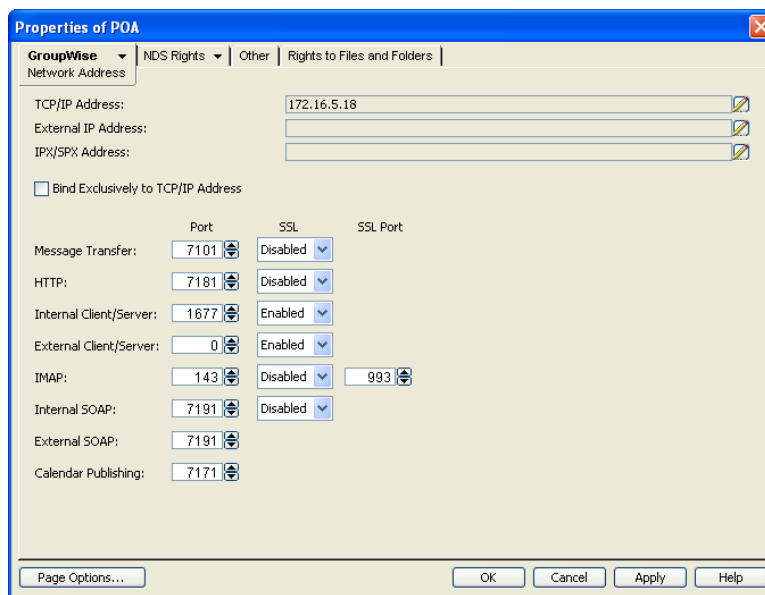 Properties of POA
GroupWise NDS Rights Other Rights to Files and Folders
Network Address
TCP/IP Address: 172.16.5.18
External IP Address:
IPX/SPX Address:
Bind Exclusively to TCP/IP Address
Port SSL SSL Port
Message Transfer: 7101 Disabled
HTTP: 7181 Disabled
Internal Client/Server: 1677 Enabled
External Client/Server: 0 Enabled
IMAP: 143 Disabled 993
Internal SOAP: 7191 Disabled
External SOAP: 7191
Calendar Publishing: 7171
Page Options... OK Cancel Apply Help